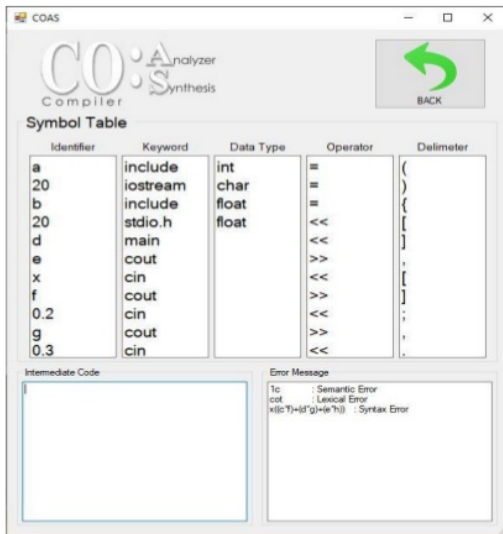 COAS
CO: Analyzer
Synthesis
Compiler
BACK
Symbol Table
Identifier Keyword Data Type Operator Delimeter
a include int = (
20 iostream char = )
b include float = {
20 stdio.h float << [
d main << ]
e cout >> ,
x cin << [
f cout >> ]
0.2 cin << ;
g cout >> ,
0.3 cin << .
Intermediate Code Error Message
1c : Semantic Error
cot : Lexical Error
x((c*f)+(d*g)+(e*h)) : Syntax Error